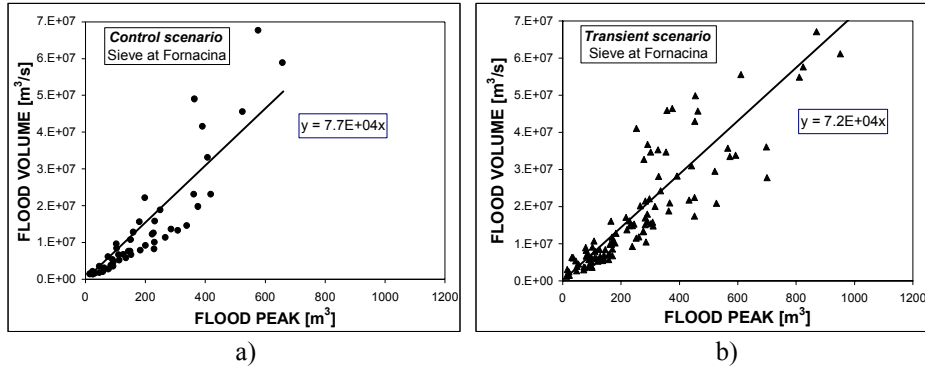 7.E+07
6.E+07
5.E+07
4.E+07
3.E+07
2.E+07
1.E+07
0.E+00
FLOOD VOLUME [m³/s]
Control scenario
Sieve at Fornacina
y = 7.7E+04x
0 200 400 600 800 1000 1200
FLOOD PEAK [m³]
a)
7.E+07
6.E+07
5.E+07
4.E+07
3.E+07
2.E+07
1.E+07
0.E+00
FLOOD VOLUME [m³/s]
Transient scenario
Sieve at Fornacina
y = 7.2E+04x
0 200 400 600 800 1000 1200
FLOOD PEAK [m³]
b)